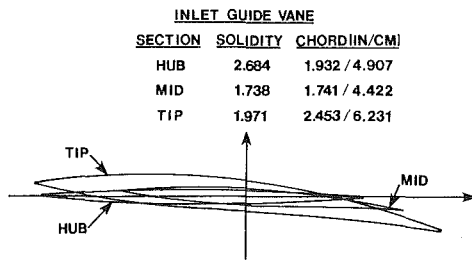 INLET GUIDE VANE
SECTION SOLIDITY CHORD(IN/CM)
HUB 2.684 1.932/4.907
MID 1.738 1.741/4.422
TIP 1.971 2.453/6.231
TIP
MID
HUB